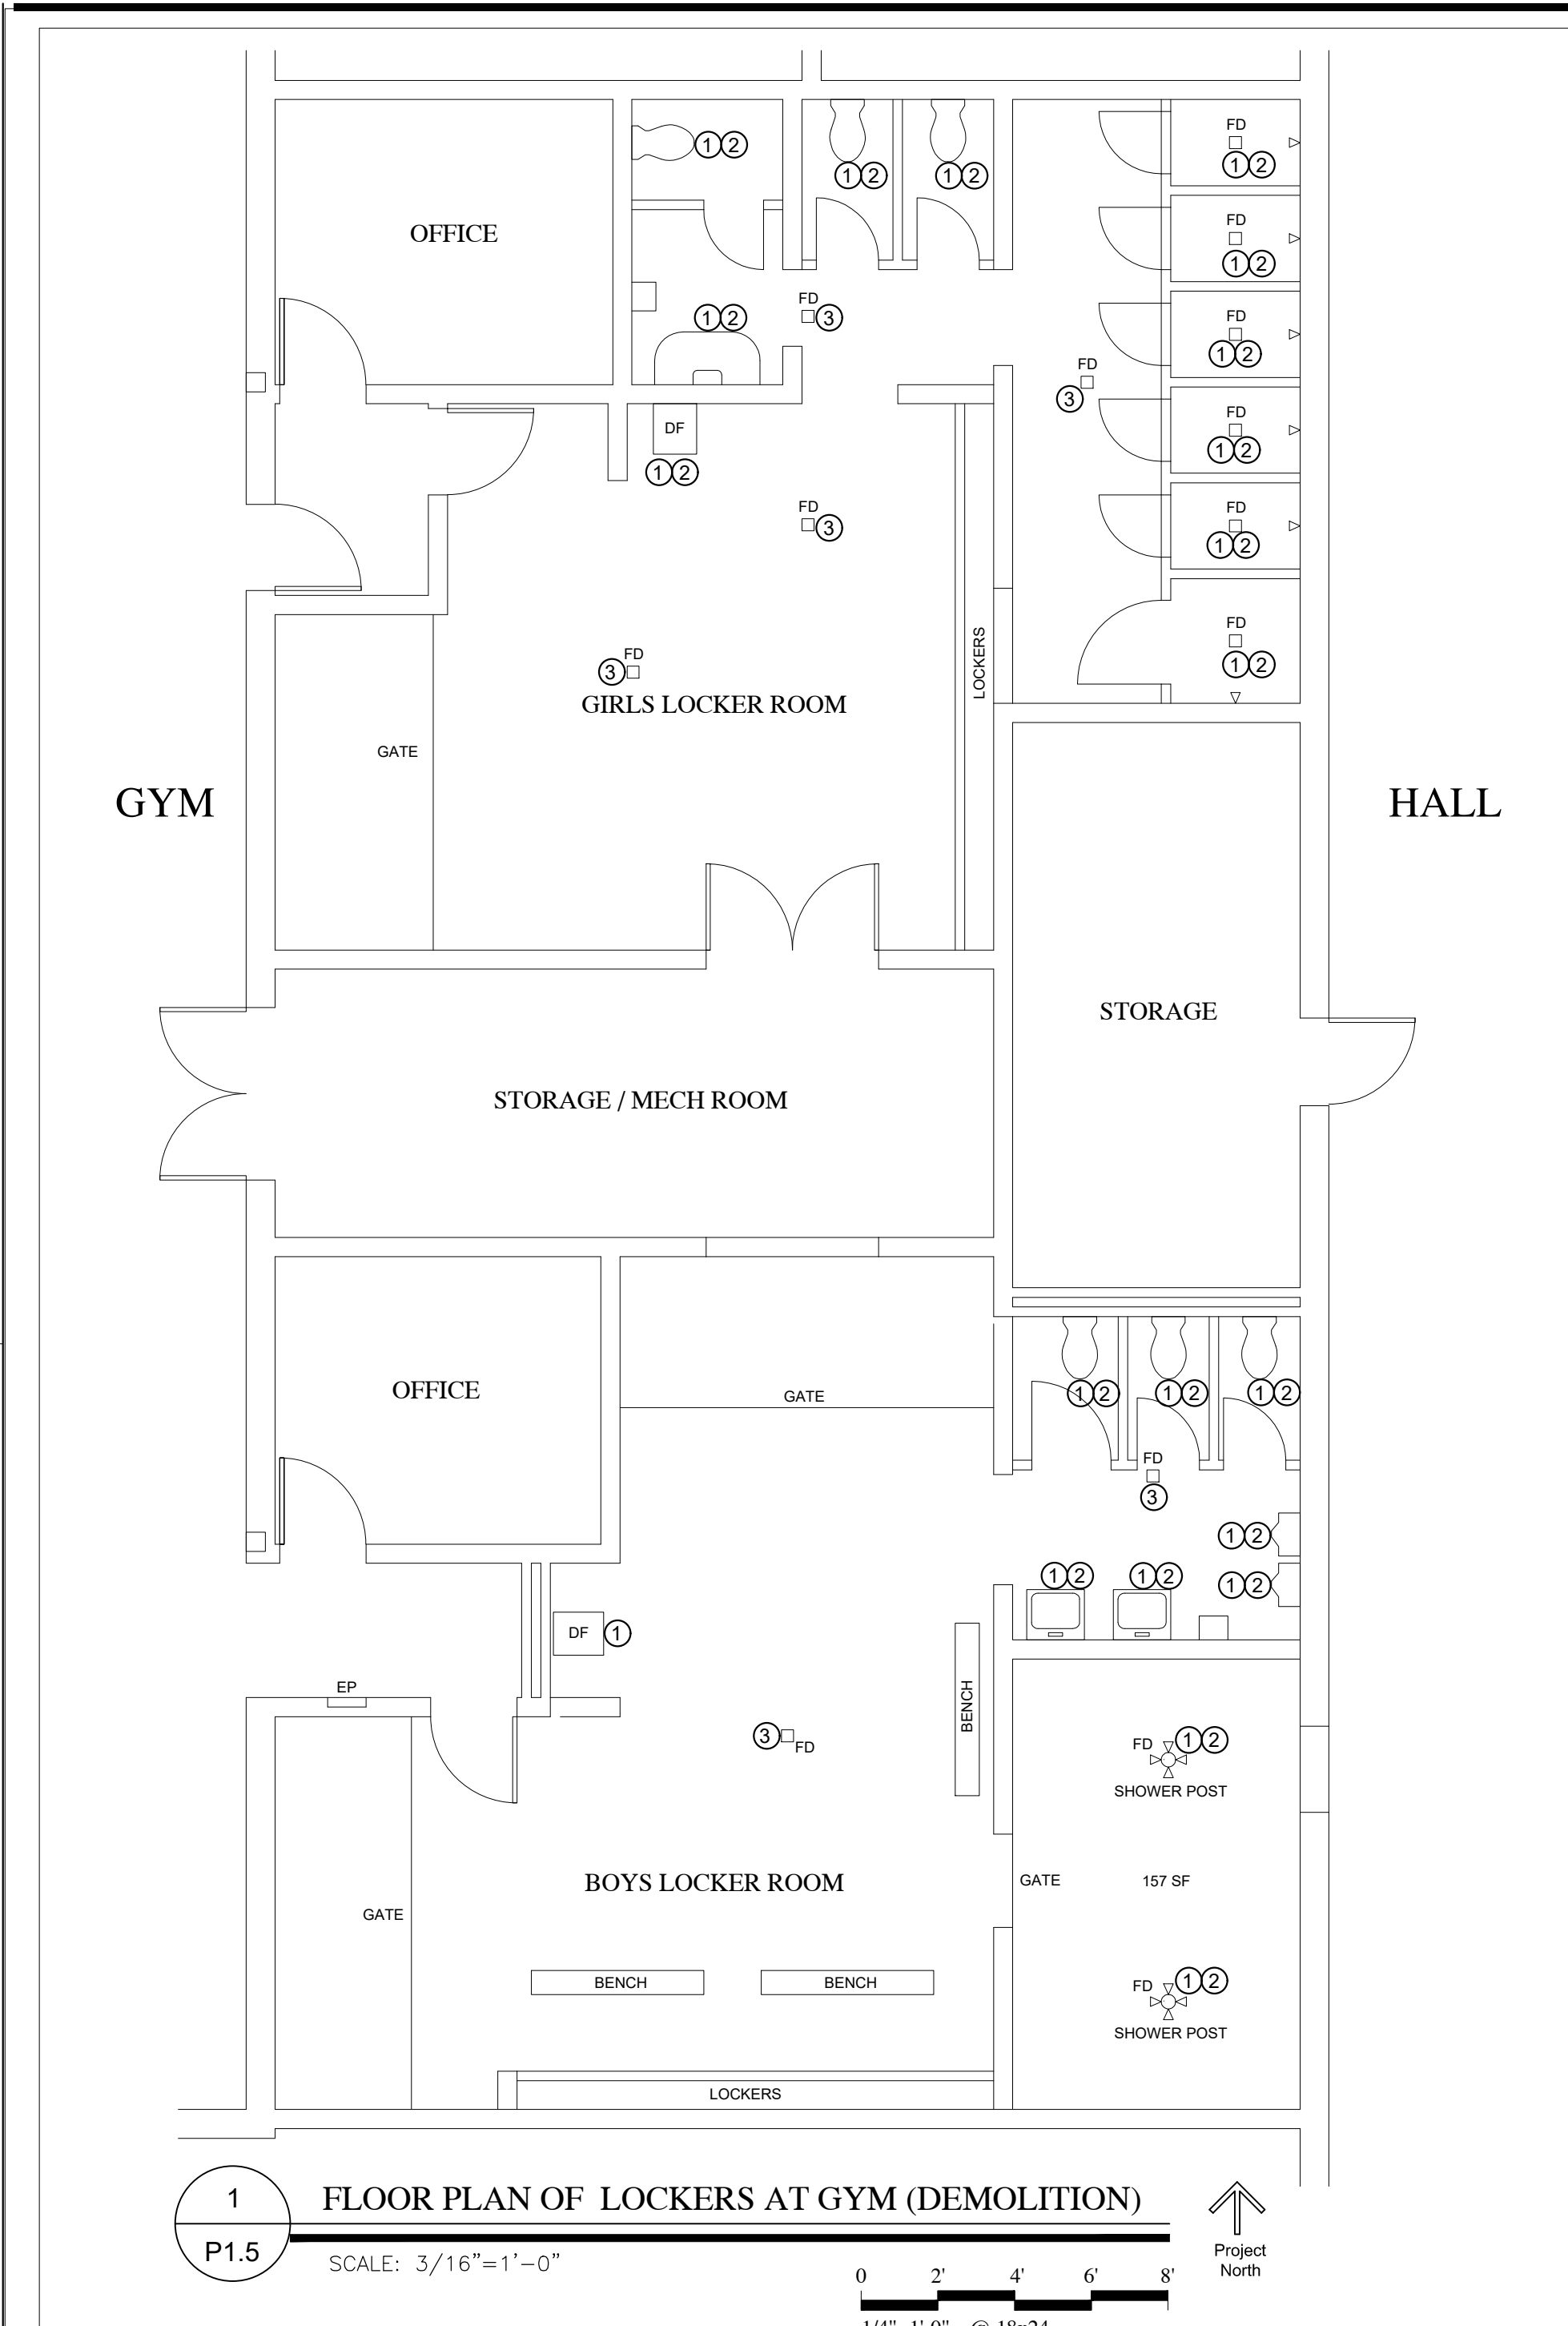 FD
1 2
1 2
1 2
1 2
FD
1 2
OFFICE
FD
3
1 2
FD
1 2
FD
3
FD
1 2
DF
1 2
FD
3
FD
1 2
FD
1 2
FD
3
LOCKERS
GIRLS LOCKER ROOM
GATE
GYM
HALL
STORAGE
STORAGE / MECH ROOM
OFFICE
GATE
1 2
1 2
1 2
FD
3
1 2
1 2
1 2
1 2
DF
1
EP
BENCH
3
FD
FD
1 2
SHOWER POST
BOYS LOCKER ROOM
GATE
157 SF
GATE
BENCH
BENCH
FD
1 2
SHOWER POST
LOCKERS
1
P1.5
FLOOR PLAN OF LOCKERS AT GYM (DEMOLITION)
SCALE: 3/16"=1'-0"
Project
North
0 2' 4' 6' 8'